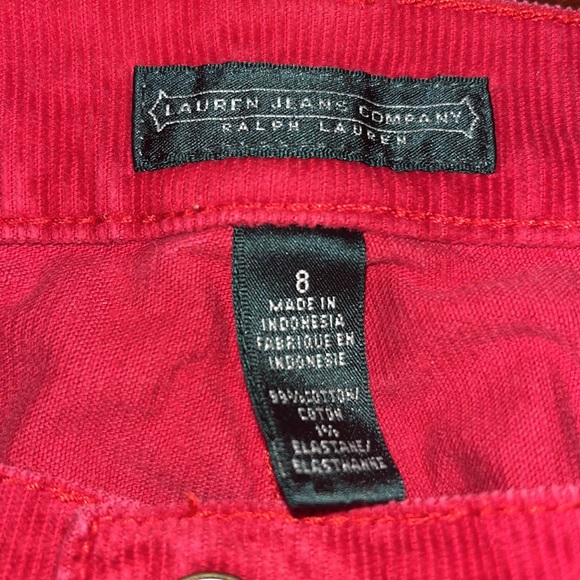 LAUREN JEANS COMPANY
RALPH LAUREN
8
MADE IN
INDONESIA
FABRIQUE EN
INDONESIE
99% COTTON/
COTON
1%
ELASTANE/
ELASTHANNE